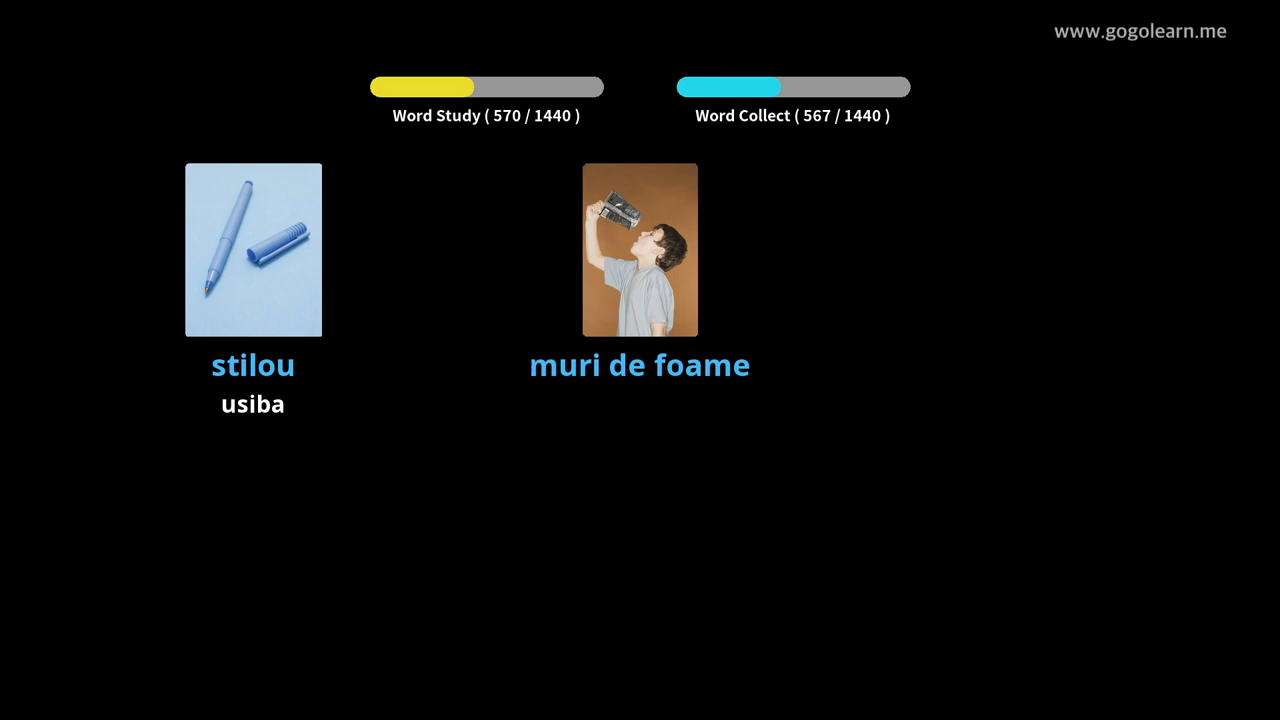 www.gogolearn.me
Word Study ( 570 / 1440 )
Word Collect ( 567 / 1440 )
stilou
usiba
muri de foame